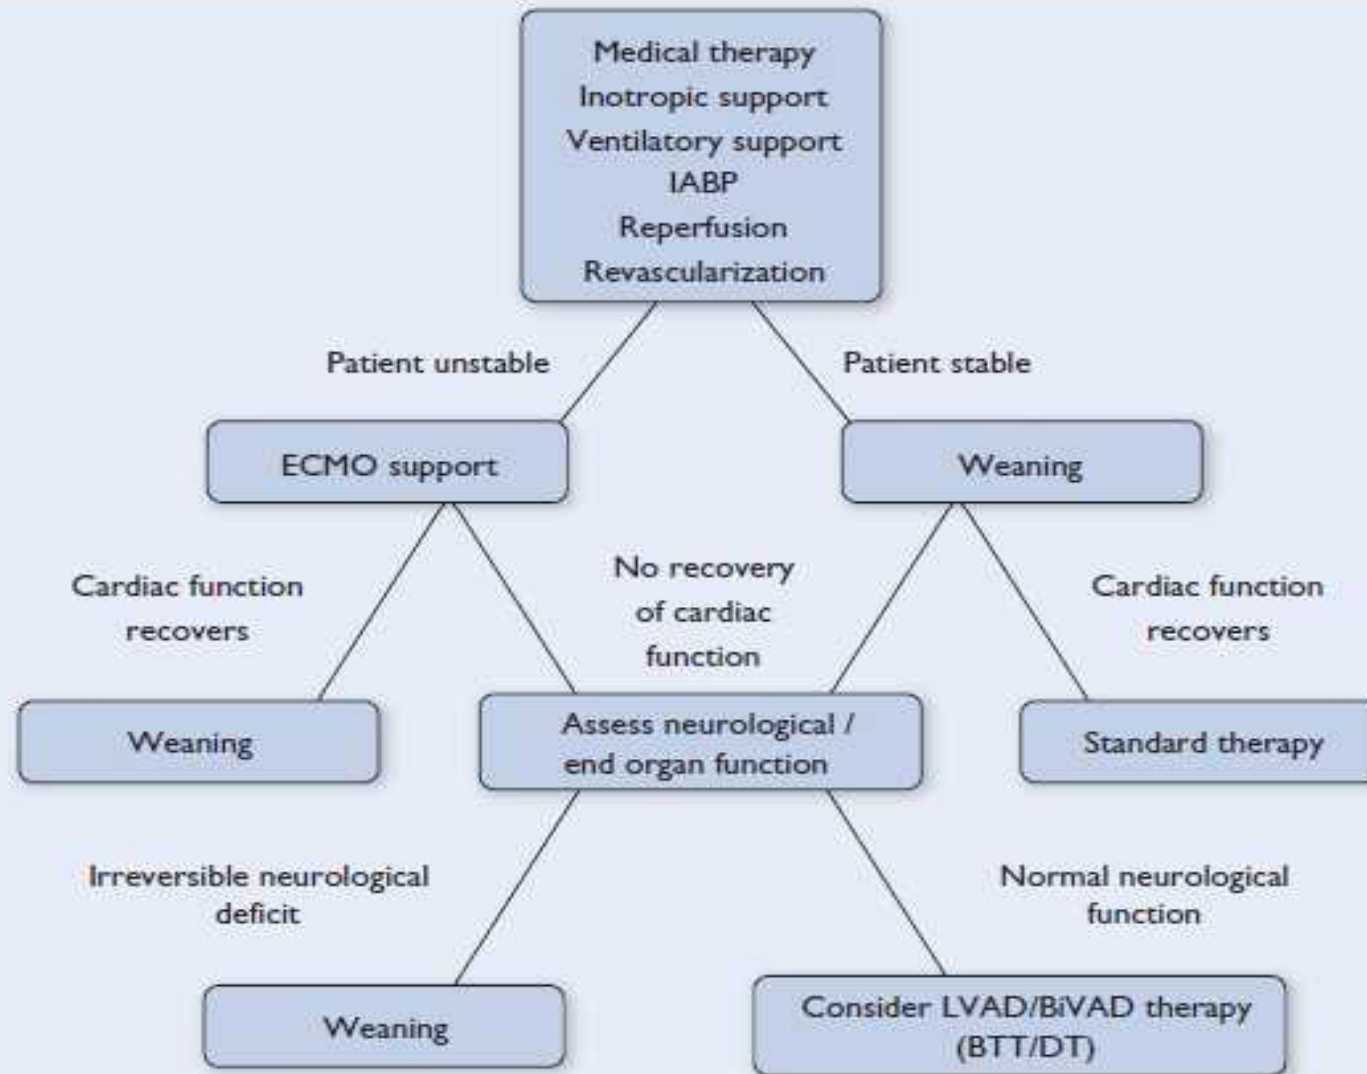 Medical therapy
Inotropic support
Ventilatory support
IABP
Reperfusion
Revascularization
Patient unstable
Patient stable
ECMO support
Weaning
Cardiac function
recovers
No recovery
of cardiac
function
Cardiac function
recovers
Weaning
Assess neurological /
end organ function
Standard therapy
Irreversible neurological
deficit
Normal neurological
function
Weaning
Consider LVAD/BiVAD therapy
(BTT/DT)